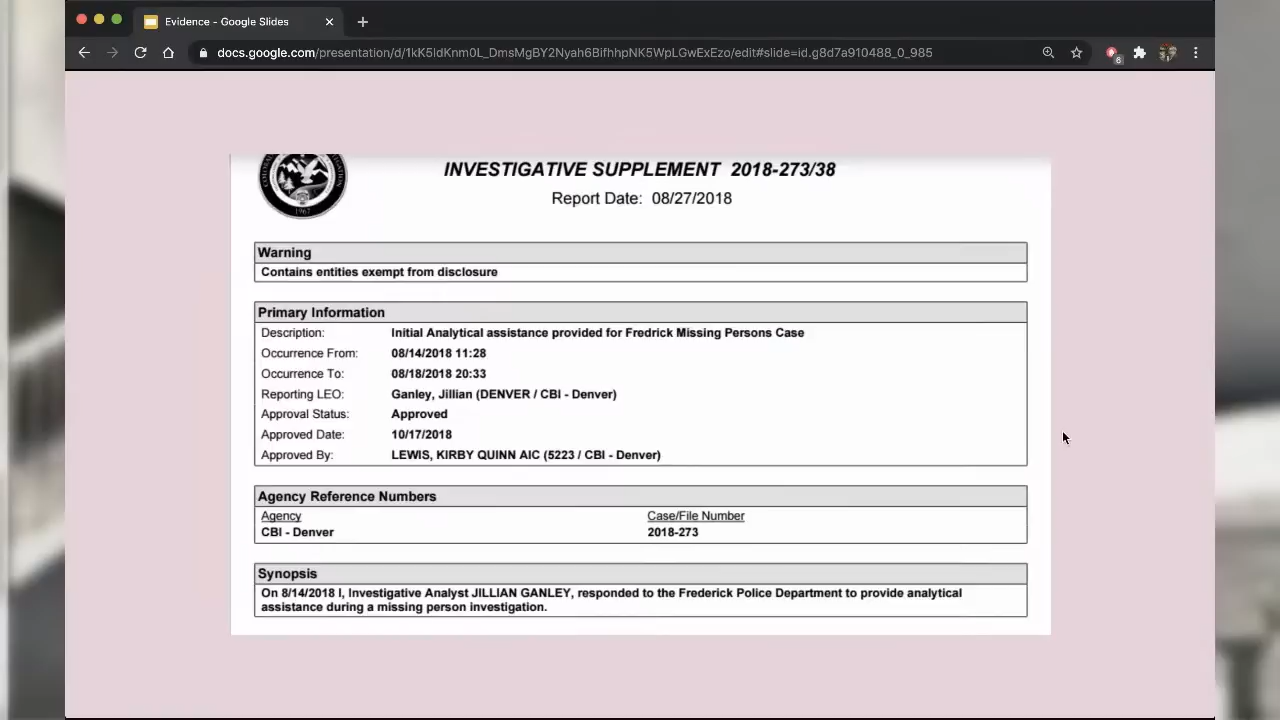 Evidence - Google Slides
docs.google.com/presentation/d/1kK5IdKnm0L_DmsMgBY2Nyah6BifhhpNK5WpLGwExEzo/edit#slide=id.g8d7a910488_0_985
6
1967
INVESTIGATIVE SUPPLEMENT 2018-273/38
Report Date: 08/27/2018
Warning
Contains entities exempt from disclosure
Primary Information
Description: Initial Analytical assistance provided for Fredrick Missing Persons Case
Occurrence From: 08/14/2018 11:28
Occurrence To: 08/18/2018 20:33
Reporting LEO: Ganley, Jillian (DENVER / CBI - Denver)
Approval Status: Approved
Approved Date: 10/17/2018
Approved By: LEWIS, KIRBY QUINN AIC (5223 / CBI - Denver)
Agency Reference Numbers
Agency Case/File Number
CBI - Denver 2018-273
Synopsis
On 8/14/2018 I, Investigative Analyst JILLIAN GANLEY, responded to the Frederick Police Department to provide analytical
assistance during a missing person investigation.